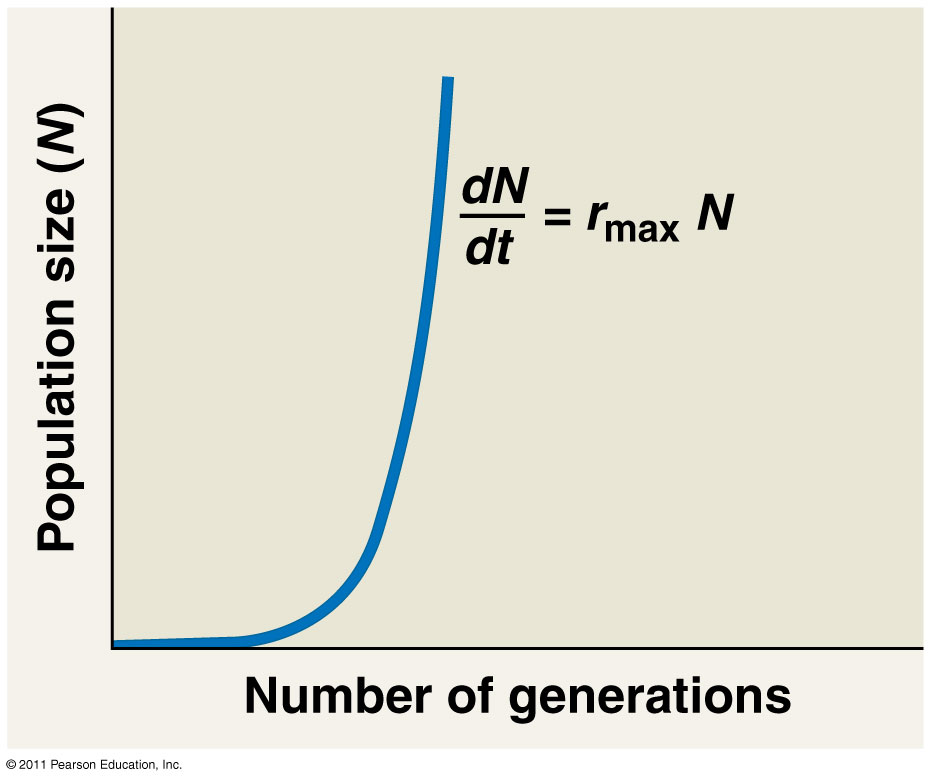 Population size (N)
dN
dt
= rmax N
Number of generations
© 2011 Pearson Education, Inc.